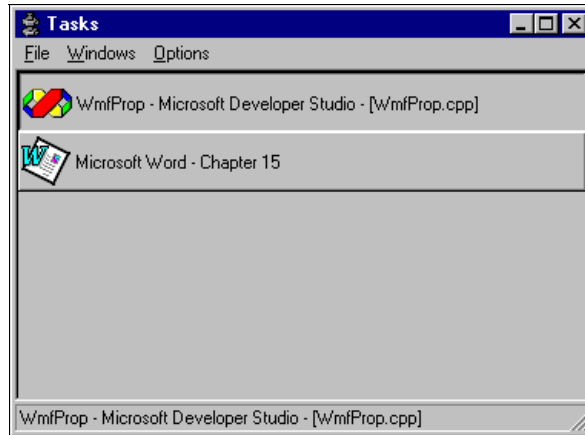 Tasks
File Windows Options
WmfProp - Microsoft Developer Studio - [WmfProp.cpp]
Microsoft Word - Chapter 15
WmfProp - Microsoft Developer Studio - [WmfProp.cpp]